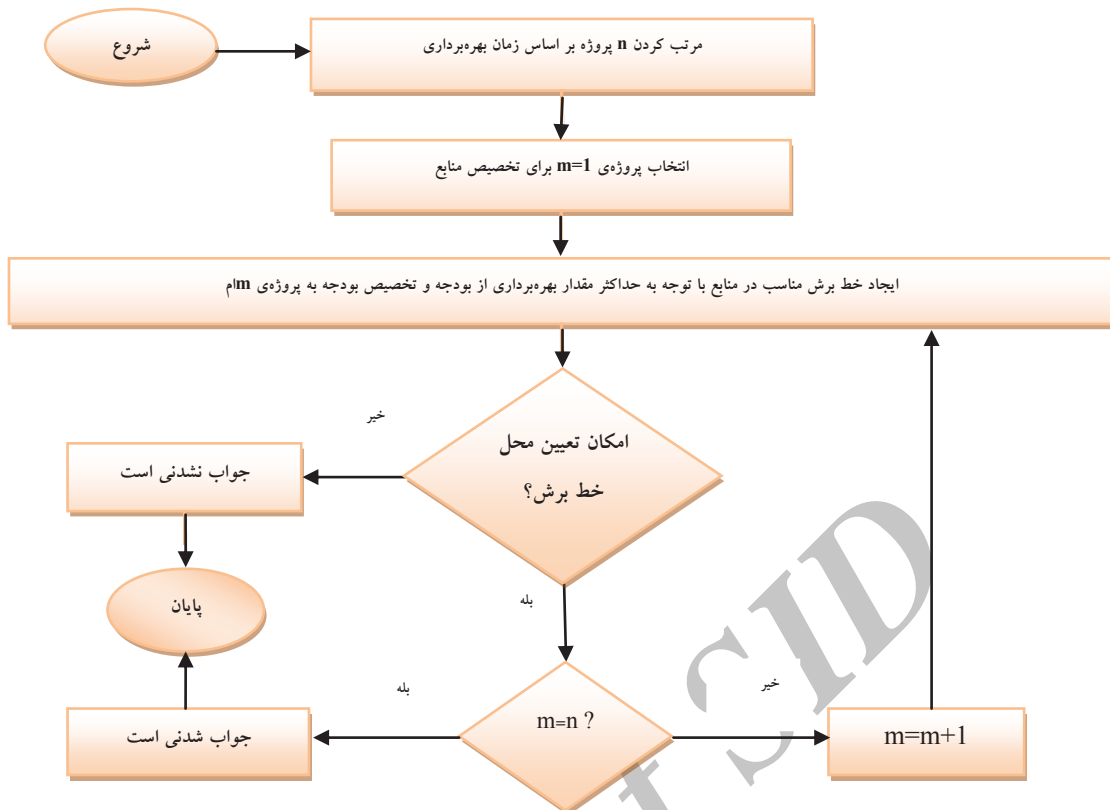 شروع
مرتب کردن n پروژه بر اساس زمان بهره‌برداری
انتخاب پروژه‌ی m=1 برای تخصیص منابع
ایجاد خط برش مناسب در منابع با توجه به حداکثر مقدار بهره‌برداری از بودجه و تخصیص بودجه به پروژه‌ی mام
امکان تعیین محل
خط برش؟
خیر
جواب نشدنی است
پایان
بله
m=n ?
بله
جواب شدنی است
خیر
m=m+1
SID